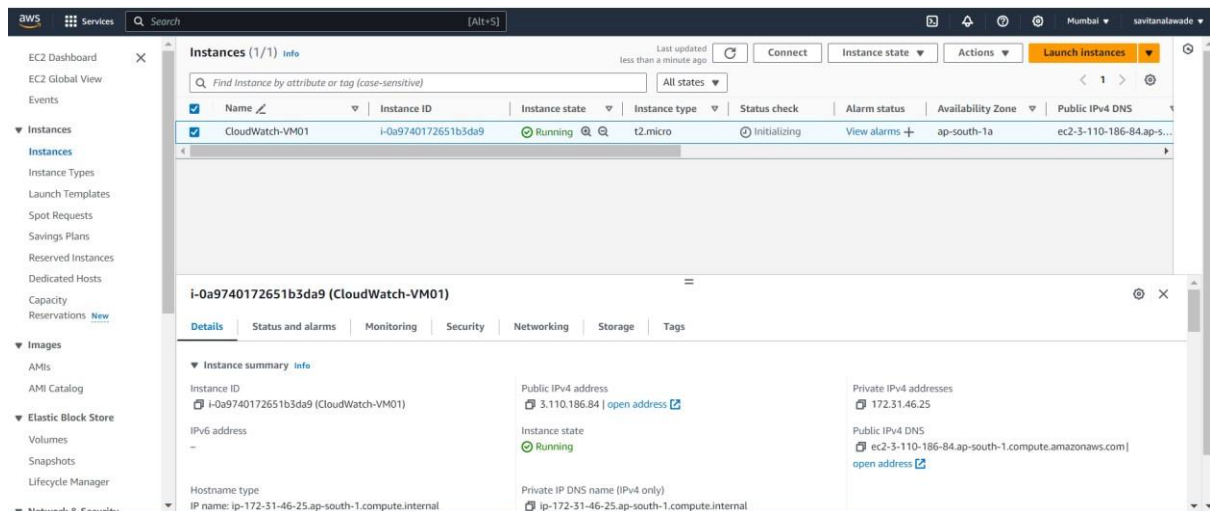 aws Services Search [Alt+S] Mumbai savitanalawade
EC2 Dashboard
EC2 Global View
Events
Instances
Instances
Instance Types
Launch Templates
Spot Requests
Savings Plans
Reserved Instances
Dedicated Hosts
Capacity
Reservations New
Images
AMIs
AMI Catalog
Elastic Block Store
Volumes
Snapshots
Lifecycle Manager
Network & Security
Instances (1/1) Info
Last updated
less than a minute ago
Connect Instance state Actions Launch instances
Find Instance by attribute or tag (case-sensitive) All states 1
Name Instance ID Instance state Instance type Status check Alarm status Availability Zone Public IPv4 DNS
CloudWatch-VM01 i-0a9740172651b3da9 Running t2.micro Initializing View alarms + ap-south-1a ec2-3-110-186-84.ap-s...
i-0a9740172651b3da9 (CloudWatch-VM01)
Details Status and alarms Monitoring Security Networking Storage Tags
Instance summary Info
Instance ID Public IPv4 address Private IPv4 addresses
i-0a9740172651b3da9 (CloudWatch-VM01) 3.110.186.84 | open address 172.31.46.25
IPv6 address Instance state Public IPv4 DNS
– Running ec2-3-110-186-84.ap-south-1.compute.amazonaws.com |
open address
Hostname type Private IP DNS name (IPv4 only)
IP name: ip-172-31-46-25.ap-south-1.compute.internal ip-172-31-46-25.ap-south-1.compute.internal